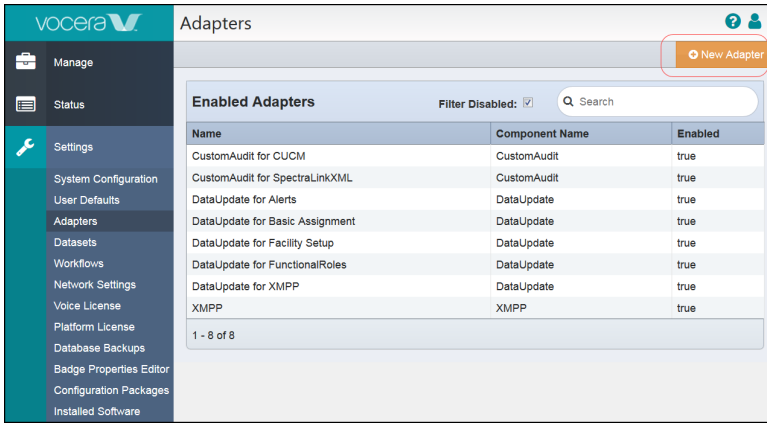 vocera
Adapters
Manage
Status
Settings
System Configuration
User Defaults
Adapters
Datasets
Workflows
Network Settings
Voice License
Platform License
Database Backups
Badge Properties Editor
Configuration Packages
Installed Software
New Adapter
Enabled Adapters Filter Disabled: Search
Name Component Name Enabled
CustomAudit for CUCM CustomAudit true
CustomAudit for SpectraLinkXML CustomAudit true
DataUpdate for Alerts DataUpdate true
DataUpdate for Basic Assignment DataUpdate true
DataUpdate for Facility Setup DataUpdate true
DataUpdate for FunctionalRoles DataUpdate true
DataUpdate for XMPP DataUpdate true
XMPP XMPP true
1 - 8 of 8